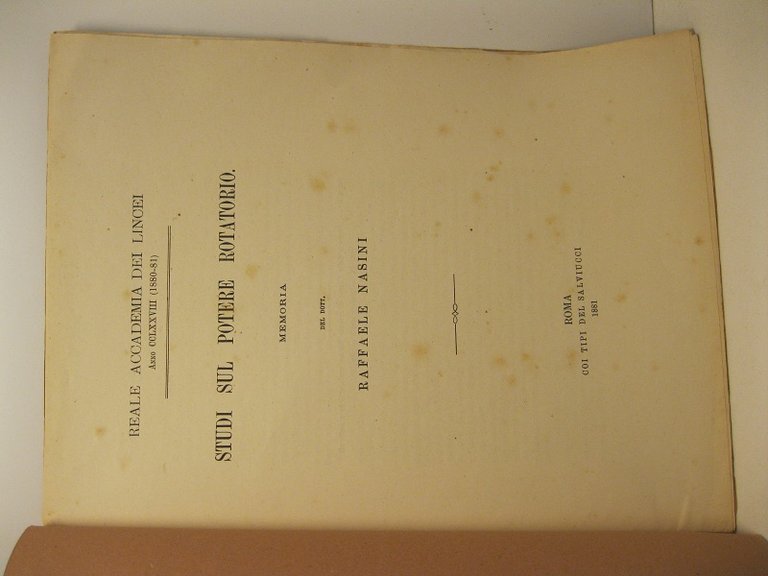 REALE ACCADEMIA DEI LINCEI
ANNO CCLXXVIII (1880-81)
STUDI SUL POTERE ROTATORIO.
MEMORIA
DEL DOTT.
RAFFAELE NASINI
ROMA
COI TIPI DEL SALVIUCCI
1881